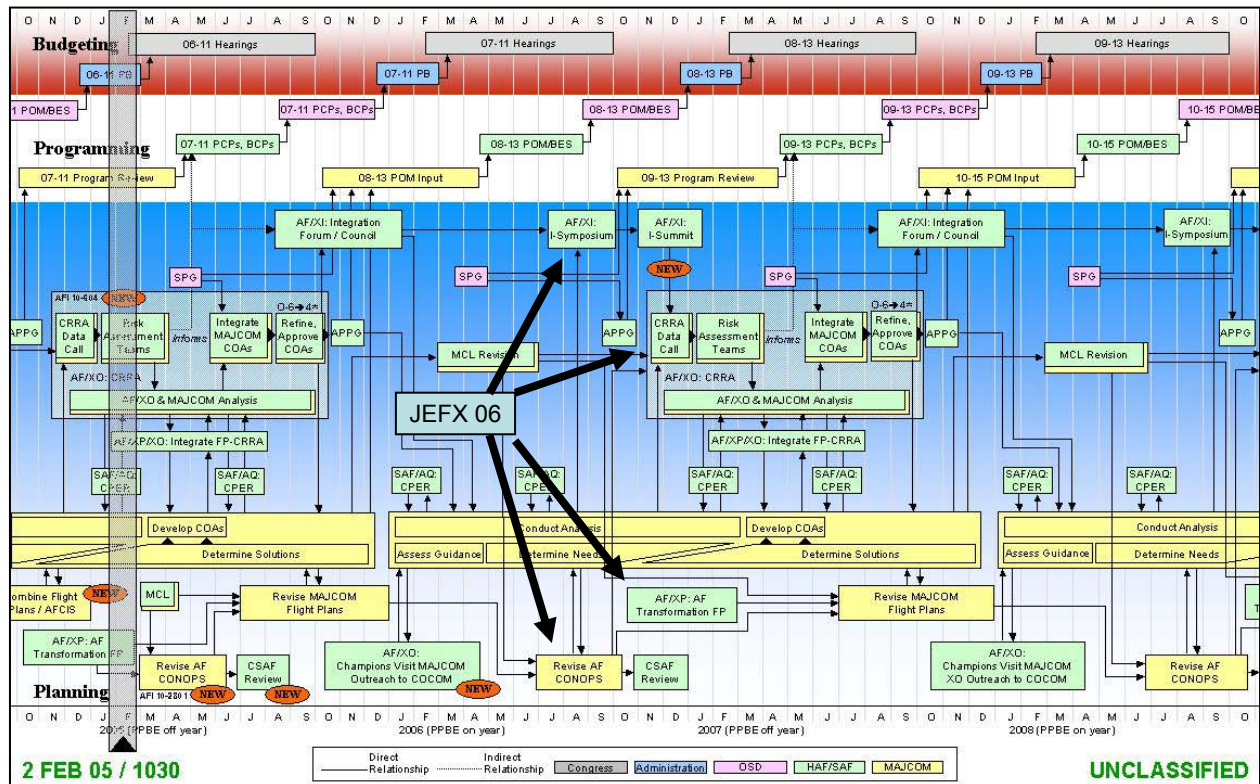 O N D J F M A M J J A S O N D J F M A M J J A S O N D J F M A M J J A S O N D J F M A M J J A S O
Budgeting
06-11 Hearings
07-11 Hearings
08-13 Hearings
09-13 Hearings
06-11 PB
07-11 PB
08-13 PB
09-13 PB
1 POM/BES
07-11 PCPs, BCPs
08-13 POM/BES
09-13 PCPs, BCPs
10-15 POM/BE
Programming
07-11 PCPs, BCPs
08-13 POM/BES
09-13 PCPs, BCPs
10-15 POM/BES
07-11 Program Review
08-13 POM Input
09-13 Program Review
10-15 POM Input
AF/XI: Integration
Forum / Council
AF/XI:
I-Symposium
AF/XI:
I-Summit
AF/XI: Integration
Forum / Council
AF/XI:
I-Symposium
NEW
SPG
SPG
SPG
SPG
AFI 10-604
NEW
O-6→4*
O-6→4*
APPG
CRRA
Data
Call
Risk
Assessment
Teams
Informs
Integrate
MAJCOM
COAs
Refine,
Approve
COAs
APPG
APPG
CRRA
Data
Call
Risk
Assessment
Teams
Informs
Integrate
MAJCOM
COAs
Refine,
Approve
COAs
APPG
APPG
MCL Revision
MCL Revision
AF/XO: CRRA
AF/XO & MAJCOM Analysis
AF/XO: CRRA
AF/XO & MAJCOM Analysis
JEFX 06
AF/XP/XO: Integrate FP-CRRA
AF/XP/XO: Integrate FP-CRRA
SAF/AQ:
CPER
SAF/AQ:
CPER
SAF/AQ:
CPER
SAF/AQ:
CPER
SAF/AQ:
CPER
SAF/AQ:
CPER
SAF/AQ:
CPER
SAF/AQ:
CPER
Develop COAs
Conduct Analysis
Develop COAs
Conduct Analysis
Determine Solutions
Assess Guidance
Determine Needs
Determine Solutions
Assess Guidance
Determine Needs
ombine Flight
Plans / AFCIS
NEW
MCL
Revise MAJCOM
Flight Plans
AF/XP: AF
Transformation FP
Revise MAJCOM
Flight Plans
AF/XP: AF
Transformation FP
Revise AF
CONOPS
CSAF
Review
AF/XO:
Champions Visit MAJCOM
Outreach to COCOM
NEW
Revise AF
CONOPS
CSAF
Review
AF/XO:
Champions Visit MAJCOM
XO Outreach to COCOM
Revise AF
CONOPS
Planning
NEW
NEW
O N D J F M A M J J A S O N D J F M A M J J A S O N D J F M A M J J A S O N D J F M A M J J A S O
2005 (PPBE off year)
2006 (PPBE on year)
2007 (PPBE off year)
2008 (PPBE on year)
Direct
Relationship
Indirect
Relationship
Congress
Administration
OSD
HAF/SAF
MAJCOM
2 FEB 05 / 1030
UNCLASSIFIED